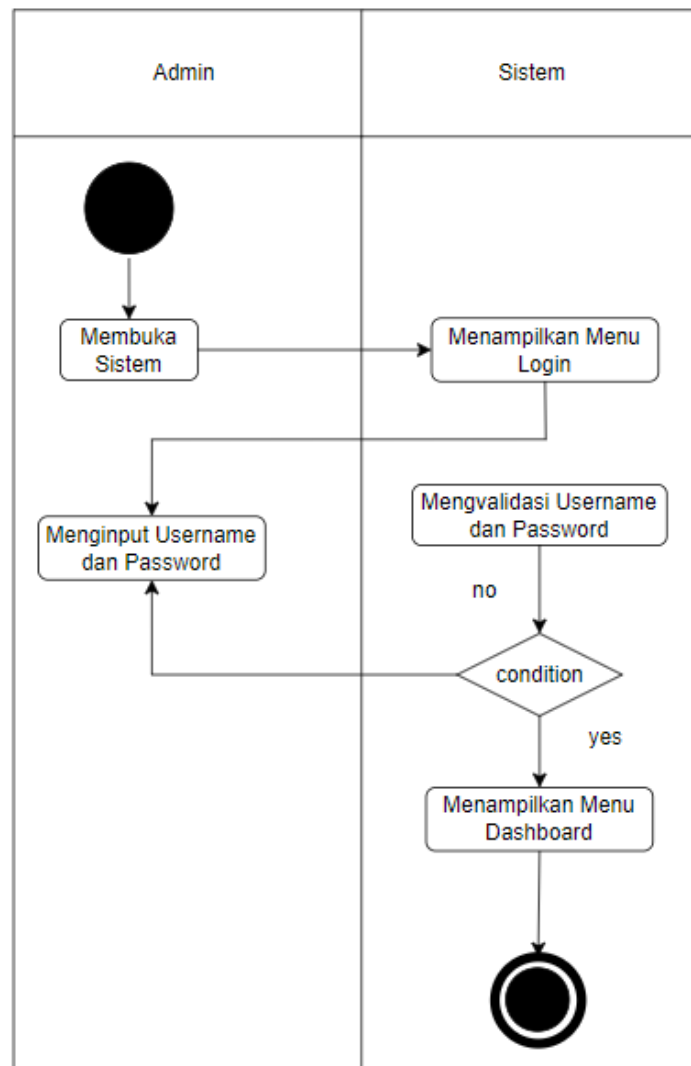 Admin
Sistem
Membuka
Sistem
Menampilkan Menu
Login
Menginput Username
dan Password
Mengvalidasi Username
dan Password
no
condition
yes
Menampilkan Menu
Dashboard